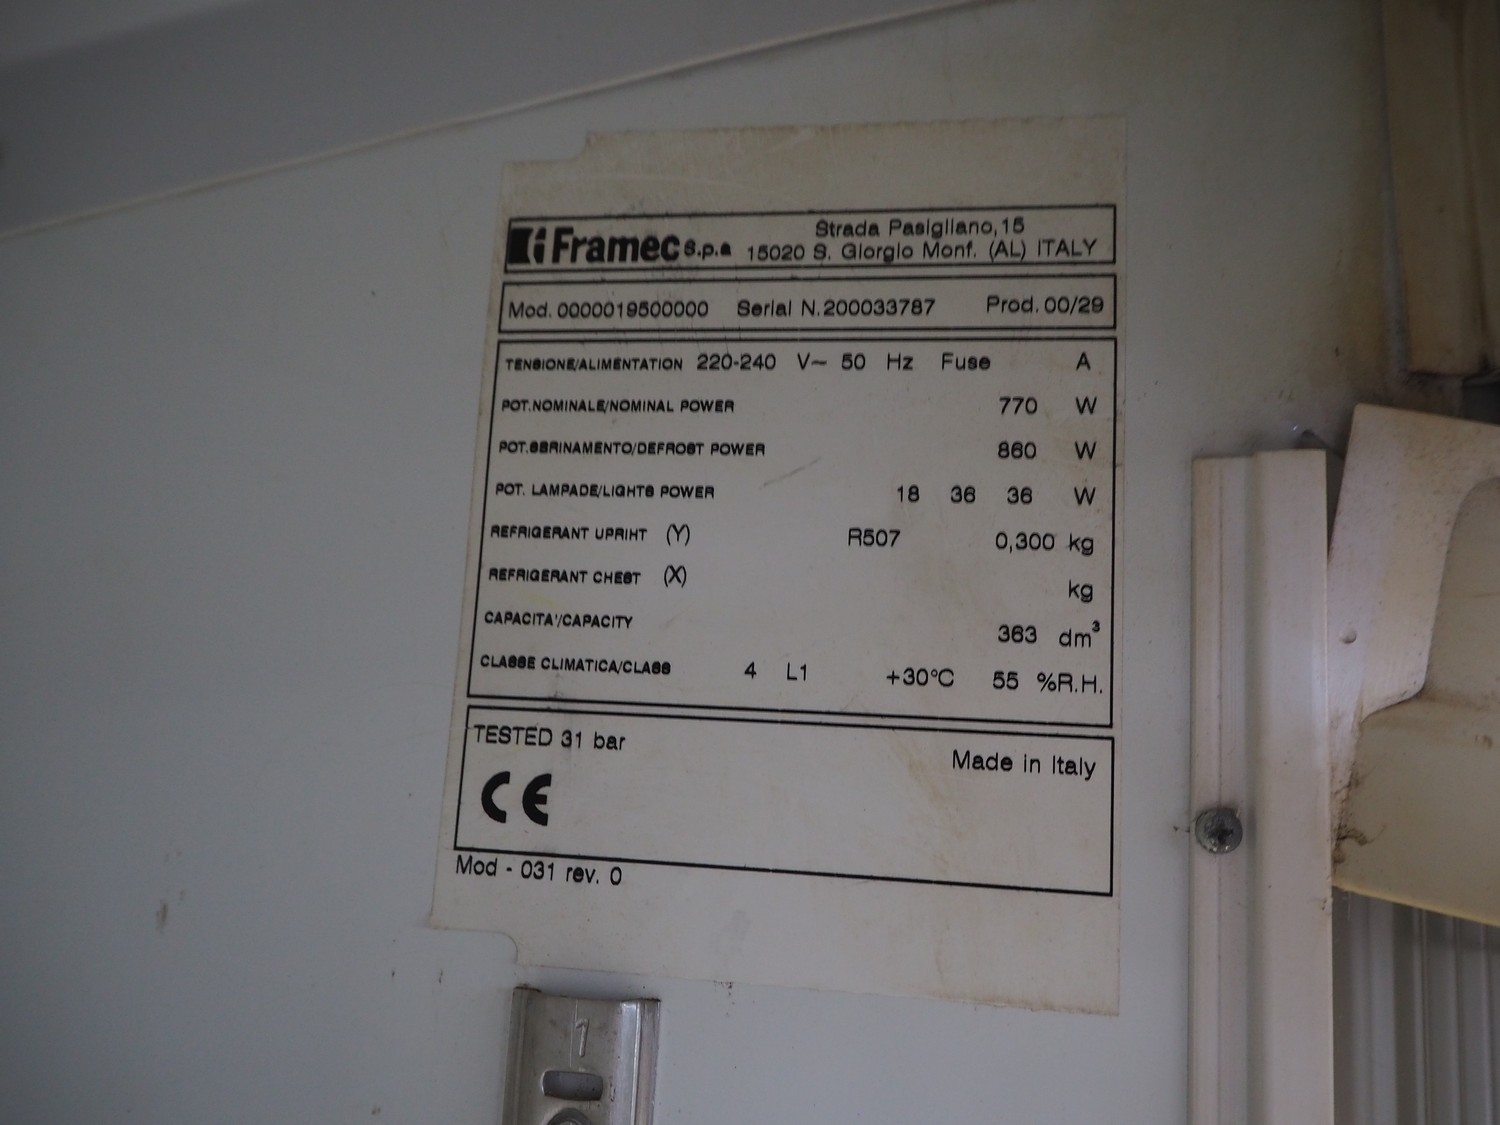 Framec S.p.a Strada Pasigliano,15
15020 S. Giorgio Monf. (AL) ITALY
Mod. 0000019500000 Serial N.200033787 Prod. 00/29
TENSIONE/ALIMENTATION 220-240 V~ 50 Hz Fuse A
POT.NOMINALE/NOMINAL POWER 770 W
POT.SBRINAMENTO/DEFROST POWER 860 W
POT. LAMPADE/LIGHTS POWER 18 36 36 W
REFRIGERANT UPRIHT (Y) R507 0,300 kg
REFRIGERANT CHEST (X) kg
CAPACITA'/CAPACITY 363 dm³
CLASSE CLIMATICA/CLASS 4 L1 +30°C 55 %R.H.
TESTED 31 bar
Made in Italy
CE
Mod - 031 rev. 0
1